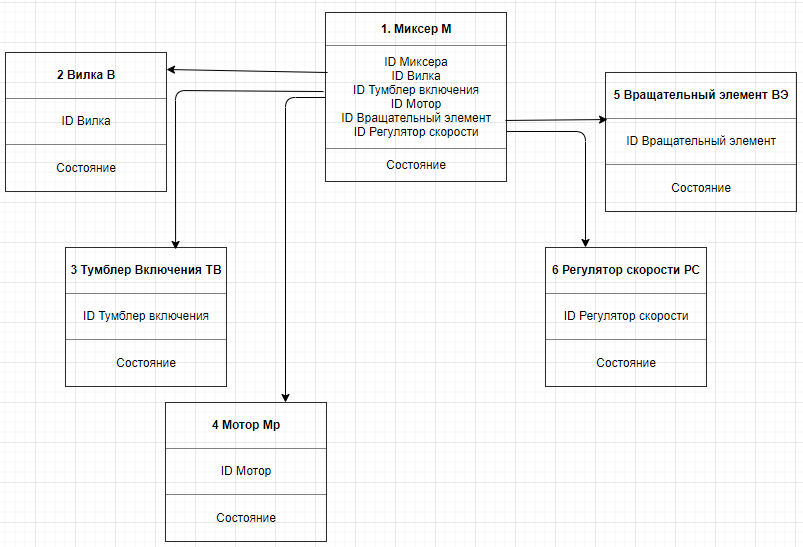 1. Миксер М
ID Миксера
ID Вилка
ID Тумблер включения
ID Мотор
ID Вращательный элемент
ID Регулятор скорости
Состояние
2 Вилка В
ID Вилка
Состояние
5 Вращательный элемент ВЭ
ID Вращательный элемент
Состояние
3 Тумблер Включения ТВ
ID Тумблер включения
Состояние
6 Регулятор скорости РС
ID Регулятор скорости
Состояние
4 Мотор Мр
ID Мотор
Состояние